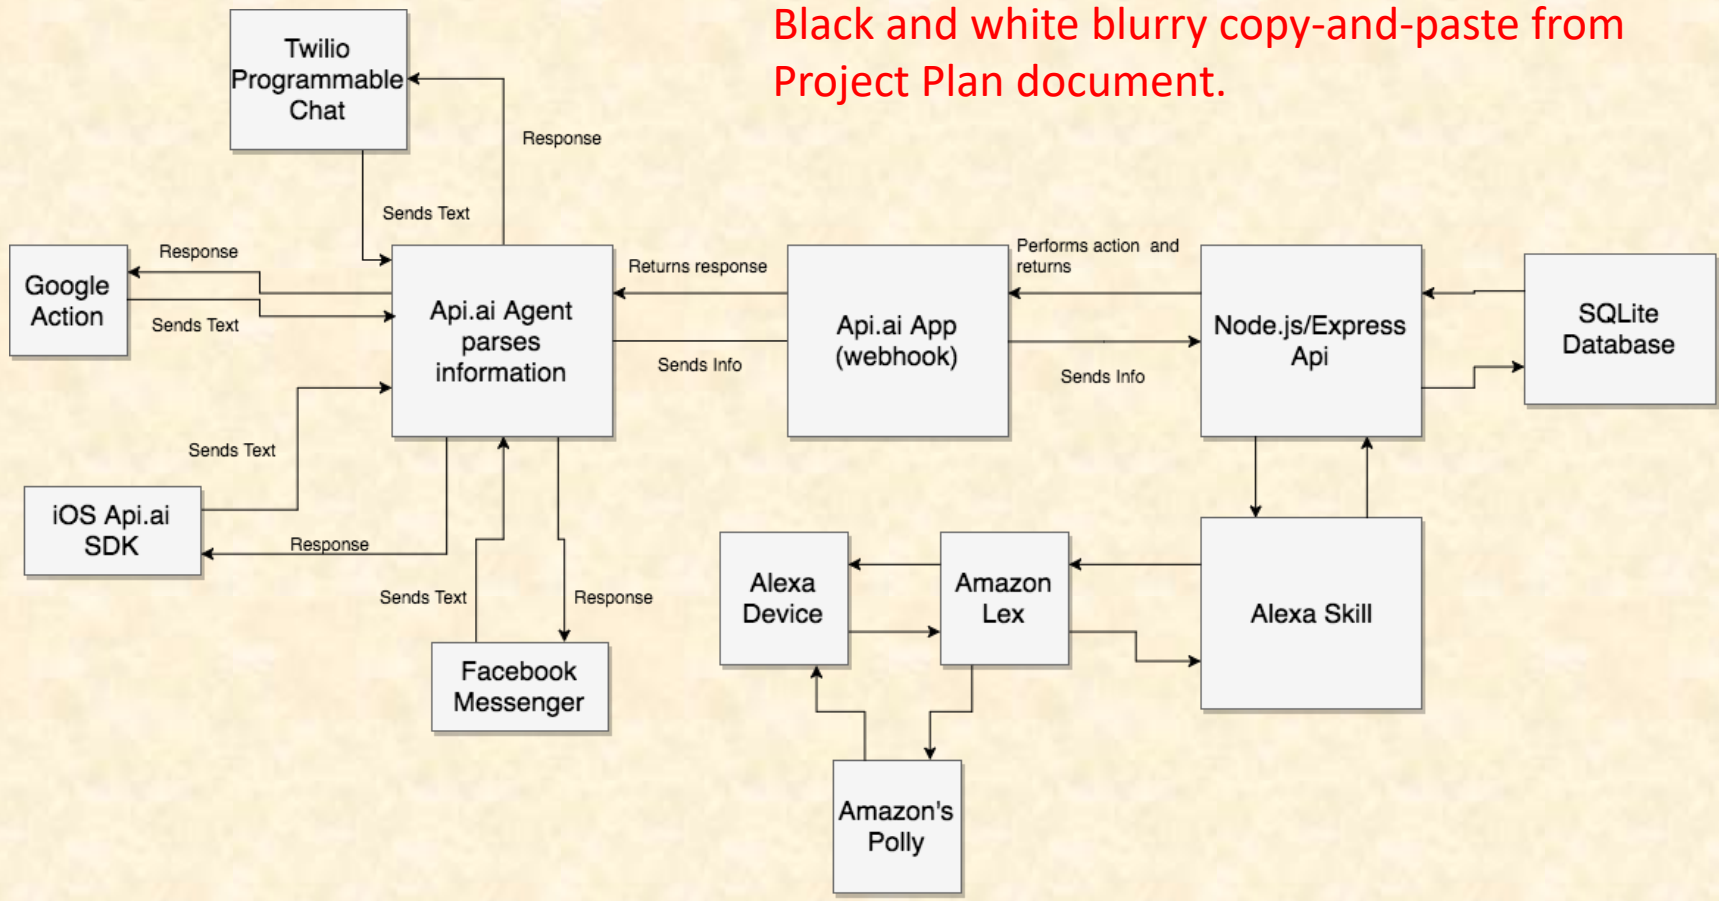 Black and white blurry copy-and-paste from
Project Plan document.
Twilio
Programmable
Chat
Response
Sends Text
Google
Action
Response
Sends Text
Api.ai Agent
parses
information
Returns response
Sends Info
Api.ai App
(webhook)
Performs action and
returns
Sends Info
Node.js/Express
Api
SQLite
Database
Sends Text
iOS Api.ai
SDK
Response
Sends Text
Response
Facebook
Messenger
Alexa
Device
Amazon
Lex
Alexa Skill
Amazon's
Polly